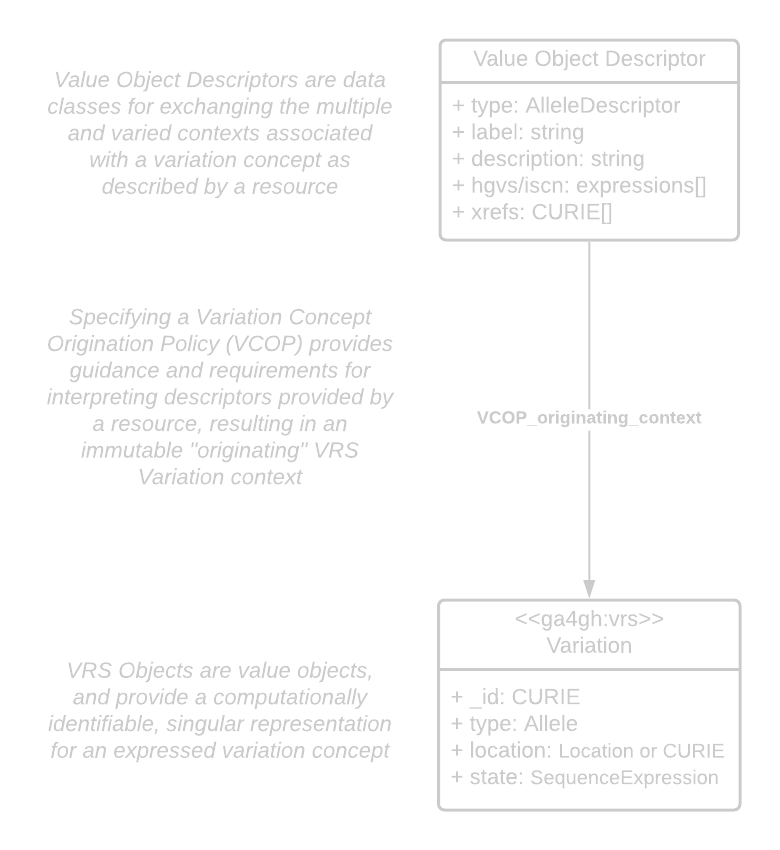 Value Object Descriptor
Value Object Descriptors are data
classes for exchanging the multiple
and varied contexts associated
with a variation concept as
described by a resource
+ type: AlleleDescriptor
+ label: string
+ description: string
+ hgvs/iscn: expressions[]
+ xrefs: CURIE[]
Specifying a Variation Concept
Origination Policy (VCOP) provides
guidance and requirements for
interpreting descriptors provided by
a resource, resulting in an
immutable "originating" VRS
Variation context
VCOP_originating_context
<<ga4gh:vrs>>
Variation
VRS Objects are value objects,
and provide a computationally
identifiable, singular representation
for an expressed variation concept
+ _id: CURIE
+ type: Allele
+ location: Location or CURIE
+ state: SequenceExpression